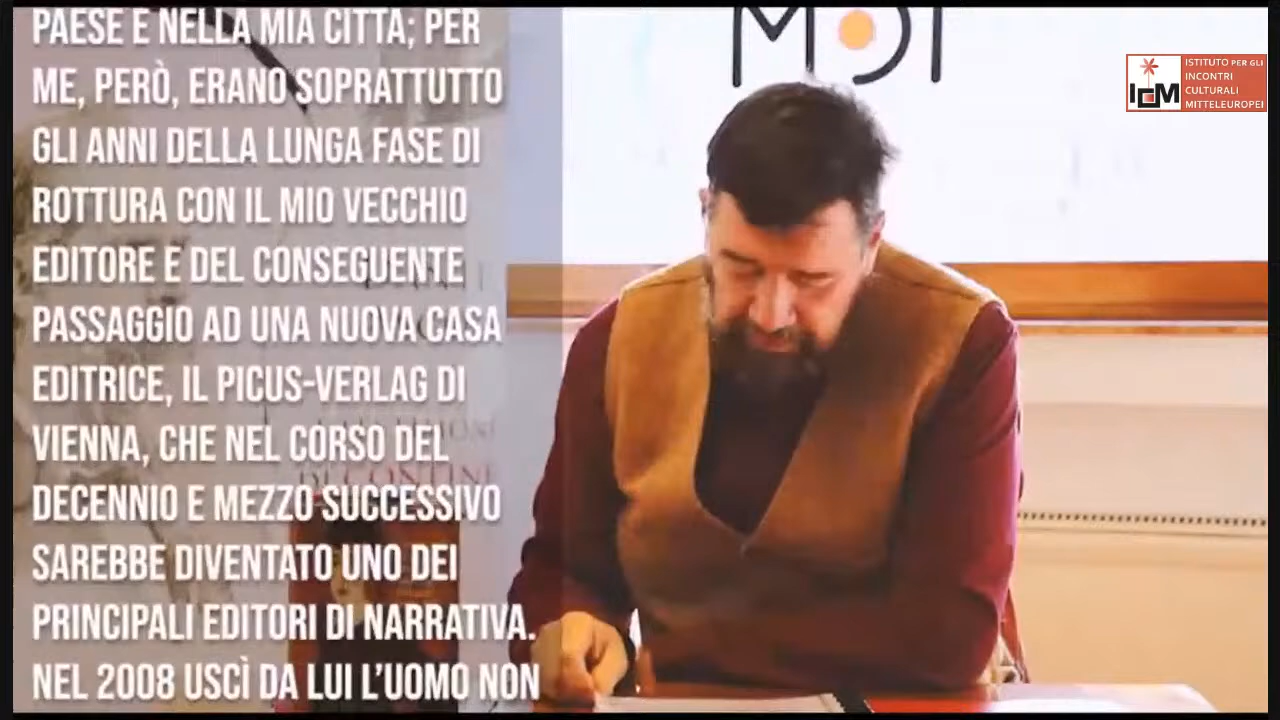 PAESE E NELLA MIA CITTÀ; PER
ME, PERÒ, ERANO SOPRATTUTTO
GLI ANNI DELLA LUNGA FASE DI
ROTTURA CON IL MIO VECCHIO
EDITORE E DEL CONSEGUENTE
PASSAGGIO AD UNA NUOVA CASA
EDITRICE, IL PICUS-VERLAG DI
VIENNA, CHE NEL CORSO DEL
DECENNIO E MEZZO SUCCESSIVO
SAREBBE DIVENTATO UNO DEI
PRINCIPALI EDITORI DI NARRATIVA.
NEL 2008 USCÌ DA LUI L'UOMO NON
ICM
ISTITUTO PER GLI
INCONTRI
CULTURALI
MITTELEUROPEI